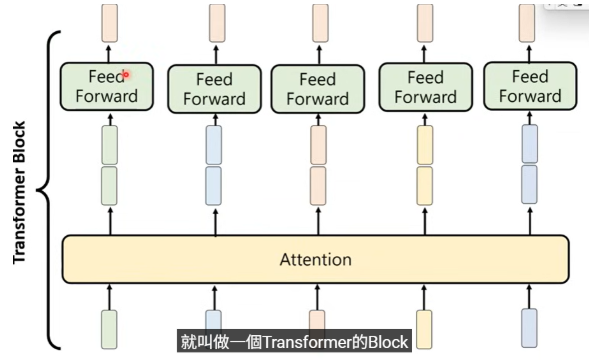 Feed
Forward
Feed
Forward
Feed
Forward
Feed
Forward
Feed
Forward
Transformer Block
Attention
就叫做一個Transformer的Block